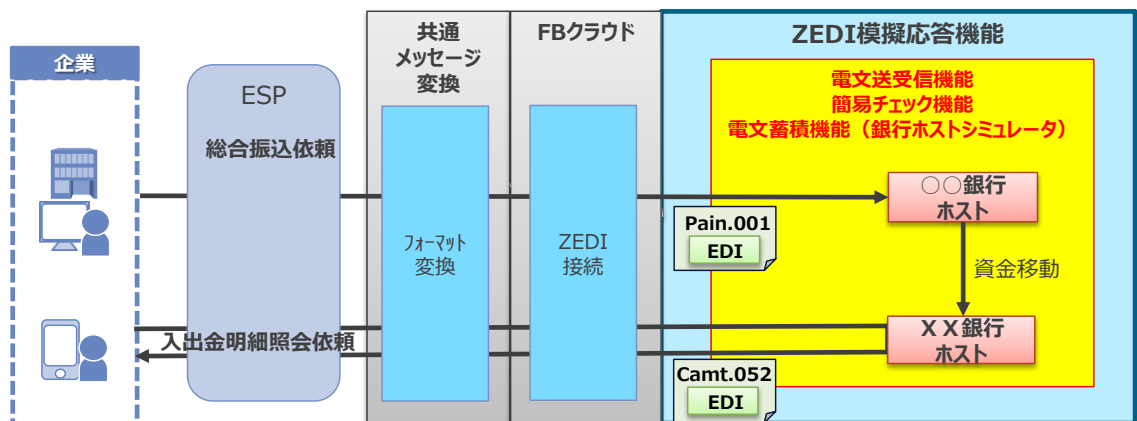 企業
ESP
共通
メッセージ
変換
FBクラウド
ZEDI模擬応答機能
電文送受信機能
簡易チェック機能
電文蓄積機能（銀行ホストシミュレータ）
総合振込依頼
○○銀行
ホスト
Pain.001
EDI
フォーマット
変換
ZEDI
接続
資金移動
入出金明細照会依頼
ＸＸ銀行
ホスト
Camt.052
EDI